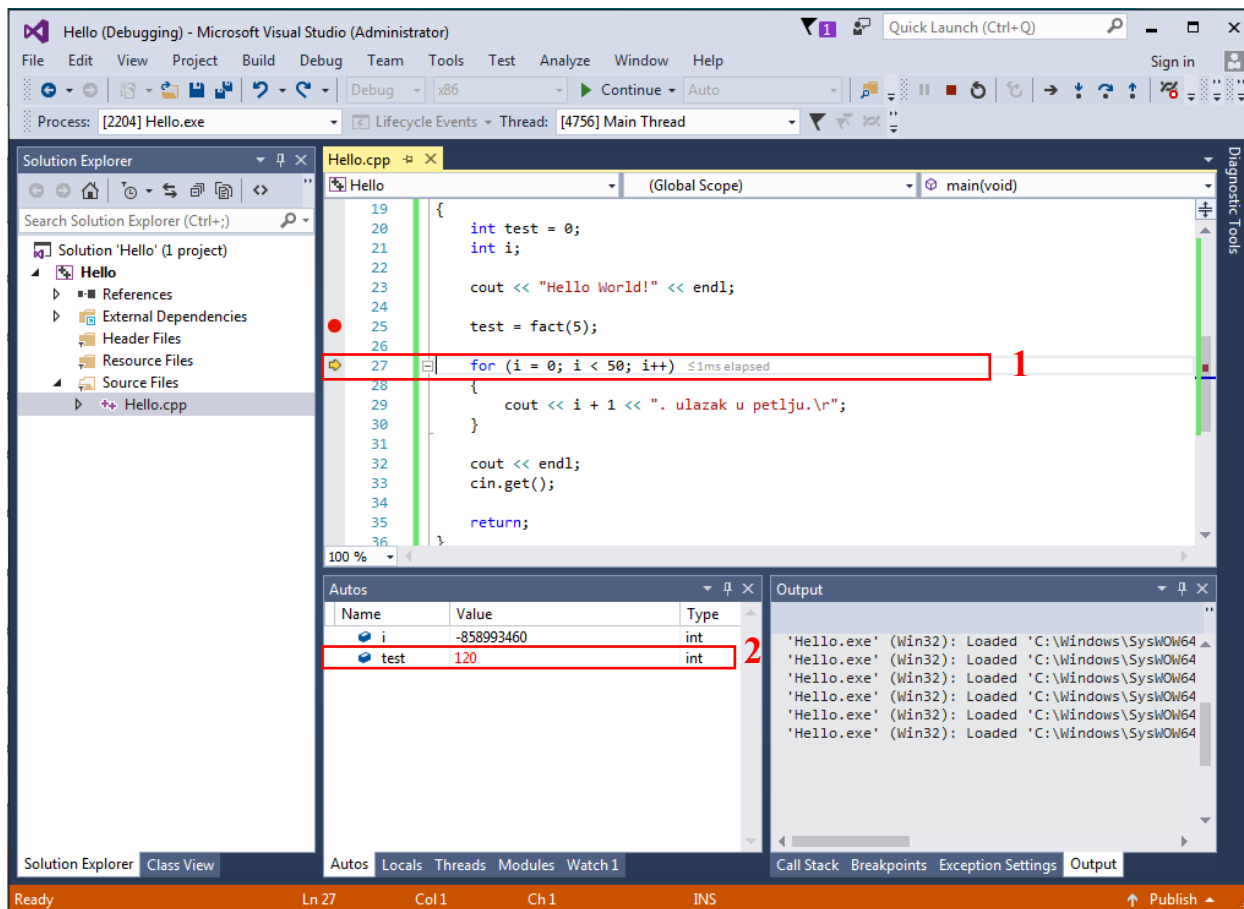 Hello (Debugging) - Microsoft Visual Studio (Administrator)
1
Quick Launch (Ctrl+Q)
File Edit View Project Build Debug Team Tools Test Analyze Window Help
Sign in
Debug x86 Continue Auto
Process: [2204] Hello.exe Lifecycle Events Thread: [4756] Main Thread
Solution Explorer
Search Solution Explorer (Ctrl+;)
Solution 'Hello' (1 project)
Hello
References
External Dependencies
Header Files
Resource Files
Source Files
Hello.cpp
Solution Explorer Class View
Hello.cpp
Hello (Global Scope) main(void)
19 {
20 int test = 0;
21 int i;
22
23 cout << "Hello World!" << endl;
24
25 test = fact(5);
26
27 for (i = 0; i < 50; i++) ≤1ms elapsed
1
28 {
29 cout << i + 1 << ". ulazak u petlju.\r";
30 }
31
32 cout << endl;
33 cin.get();
34
35 return;
36 }
100 %
Diagnostic Tools
Autos
Name Value Type
i -858993460 int
test 120 int
2
Autos Locals Threads Modules Watch 1
Output
'Hello.exe' (Win32): Loaded 'C:\Windows\SysWOW64
'Hello.exe' (Win32): Loaded 'C:\Windows\SysWOW64
'Hello.exe' (Win32): Loaded 'C:\Windows\SysWOW64
'Hello.exe' (Win32): Loaded 'C:\Windows\SysWOW64
'Hello.exe' (Win32): Loaded 'C:\Windows\SysWOW64
'Hello.exe' (Win32): Loaded 'C:\Windows\SysWOW64
Call Stack Breakpoints Exception Settings Output
Ready Ln 27 Col 1 Ch 1 INS Publish